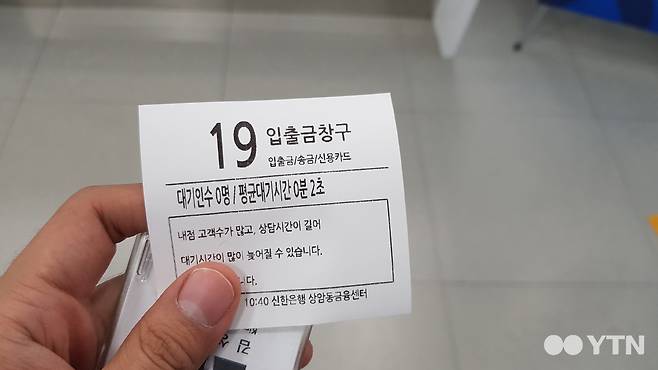 19 입출금창구
입출금/송금/신용카드
대기인수 0명 / 평균대기시간 0분 2초
내점 고객수가 많고, 상담시간이 길어
대기시간이 많이 늦어질 수 있습니다.
니다.
10:40 신한은행 상암동금융센터
김
YTN